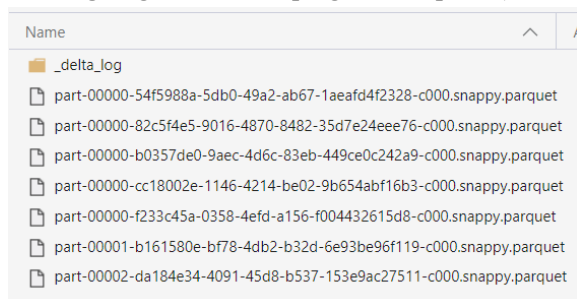 Name
_delta_log
part-00000-54f5988a-5db0-49a2-ab67-1aeafd4f2328-c000.snappy.parquet
part-00000-82c5f4e5-9016-4870-8482-35d7e24eee76-c000.snappy.parquet
part-00000-b0357de0-9aec-4d6c-83eb-449ce0c242a9-c000.snappy.parquet
part-00000-cc18002e-1146-4214-be02-9b654abf16b3-c000.snappy.parquet
part-00000-f233c45a-0358-4efd-a156-f004432615d8-c000.snappy.parquet
part-00001-b161580e-bf78-4db2-b32d-6e93be96f119-c000.snappy.parquet
part-00002-da184e34-4091-45d8-b537-153e9ac27511-c000.snappy.parquet